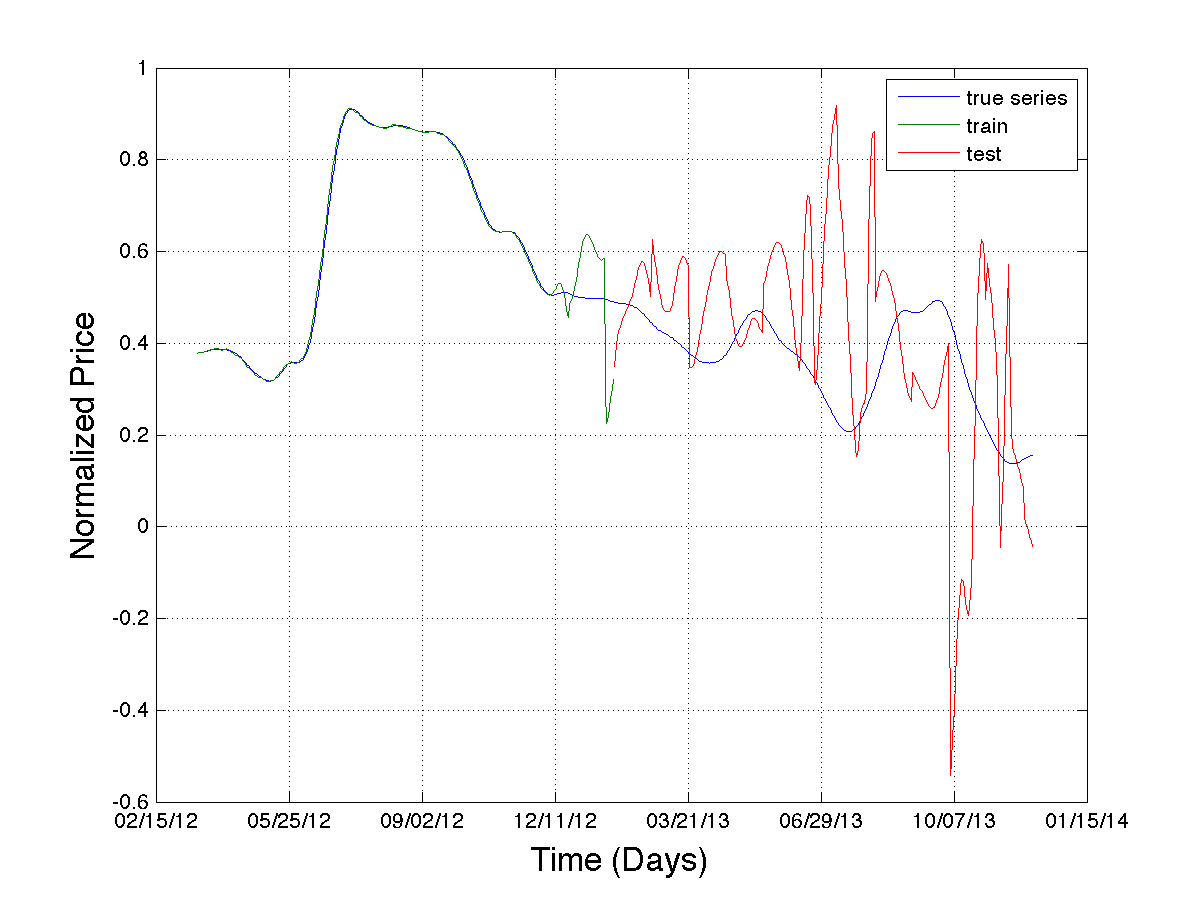 1
0.8
0.6
0.4
0.2
0
-0.2
-0.4
-0.6
Normalized Price
true series
train
test
02/15/12 05/25/12 09/02/12 12/11/12 03/21/13 06/29/13 10/07/13 01/15/14
Time (Days)